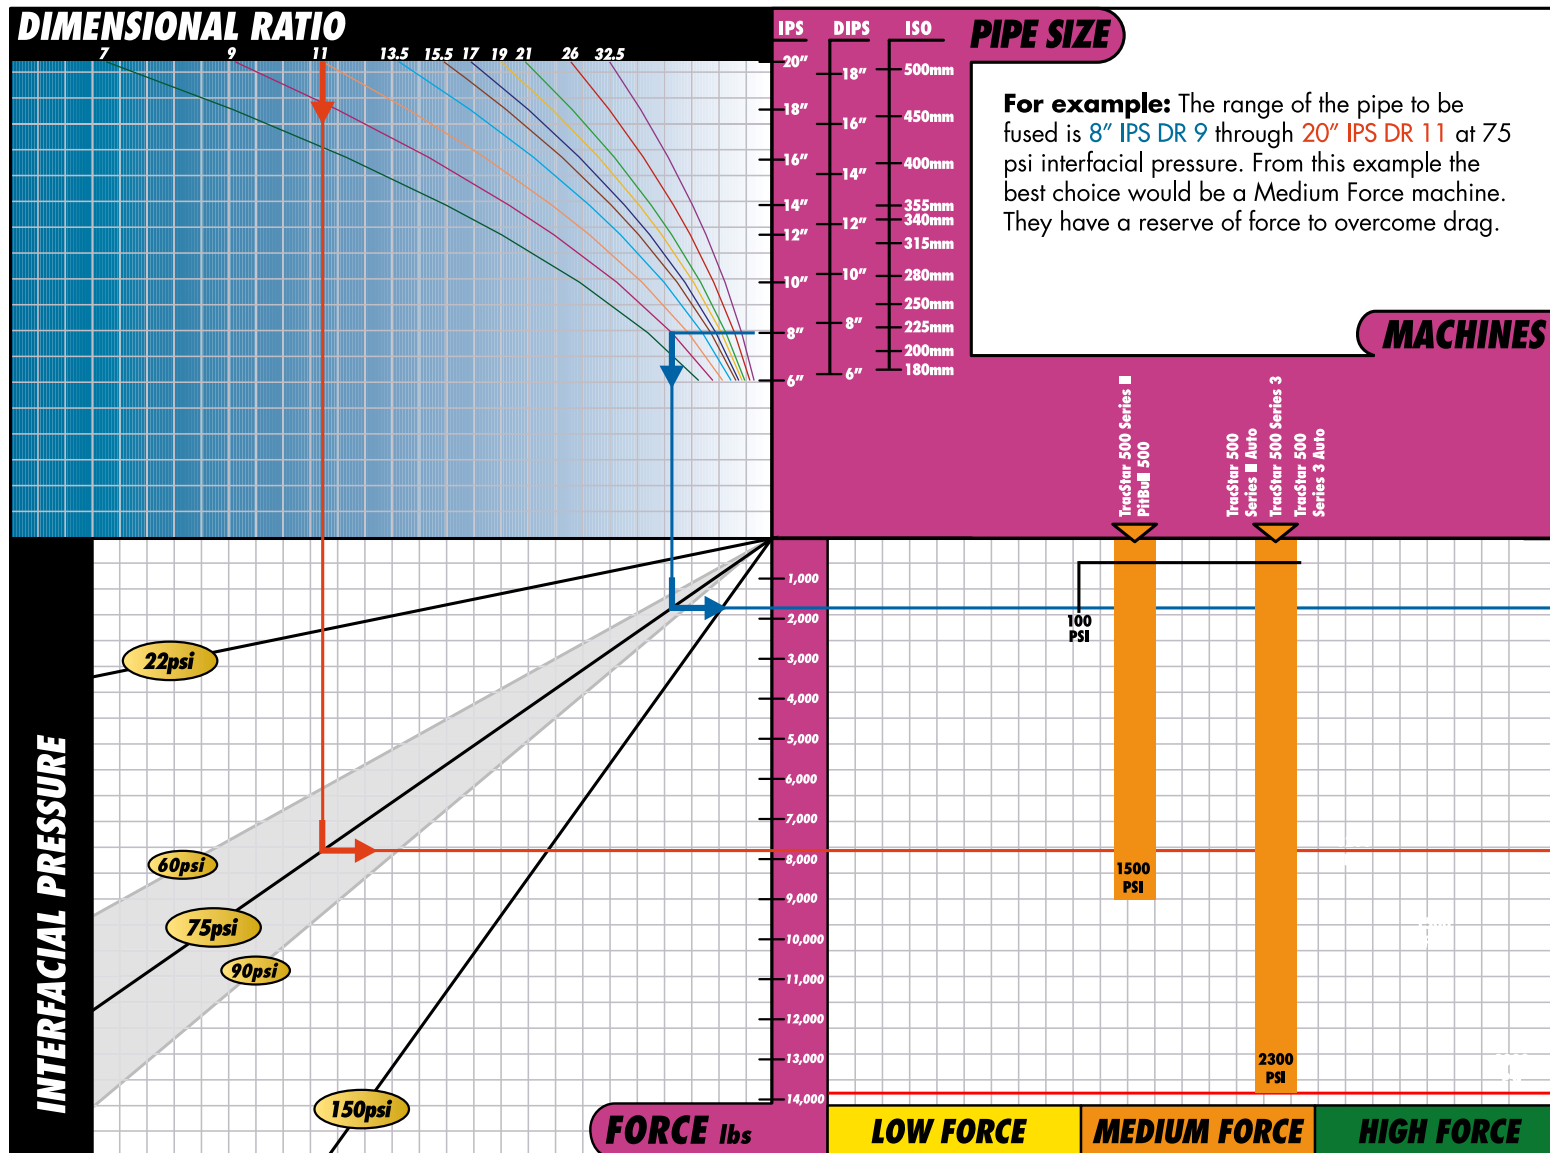 DIMENSIONAL RATIO
7 9 11 13.5 15.5 17 19 21 26 32.5
IPS DIPS ISO
PIPE SIZE
20″
18″
16″
14″
12″
10″
8″
6″
18″
16″
14″
12″
10″
8″
6″
500mm
450mm
400mm
355mm
340mm
315mm
280mm
250mm
225mm
200mm
180mm
For example: The range of the pipe to be
fused is 8″ IPS DR 9 through 20″ IPS DR 11 at 75
psi interfacial pressure. From this example the
best choice would be a Medium Force machine.
They have a reserve of force to overcome drag.
MACHINES
TracStar 500 Series
PitBu 500
TracStar 500
Series Auto
TracStar 500 Series 3
TracStar 500
Series 3 Auto
INTERFACIAL PRESSURE
22psi
60psi
75psi
90psi
150psi
1,000
2,000
3,000
4,000
5,000
6,000
7,000
8,000
9,000
10,000
11,000
12,000
13,000
14,000
100
PSI
1500
PSI
2300
PSI
FORCE lbs
LOW FORCE
MEDIUM FORCE
HIGH FORCE